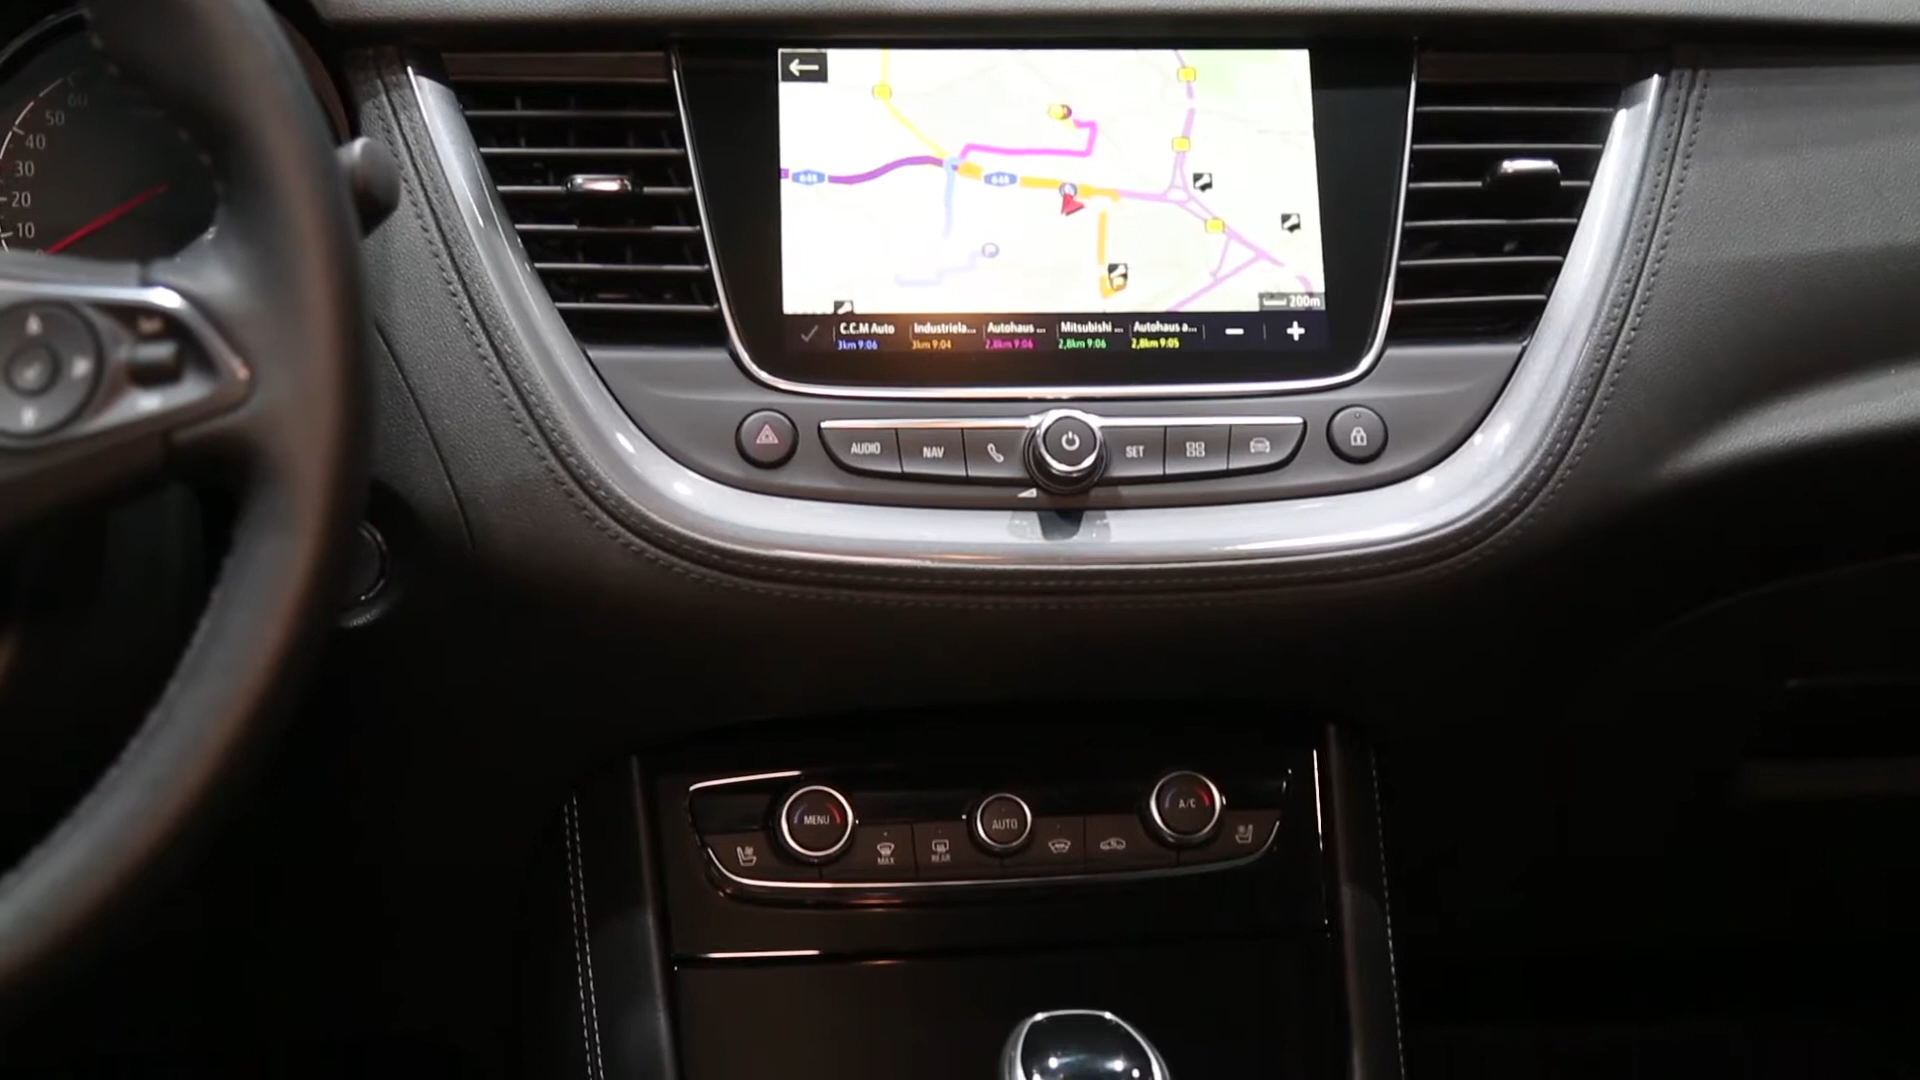 60
50
40
30
20
10
648
648
200m
C.C.M Auto Industriela... Autohaus ... Mitsubishi ... Autohaus a...
3km 9:06 3km 9:04 2,8km 9:06 2,8km 9:06 2,8km 9:05
AUDIO NAV SET
MENU AUTO A/C
MAX REAR